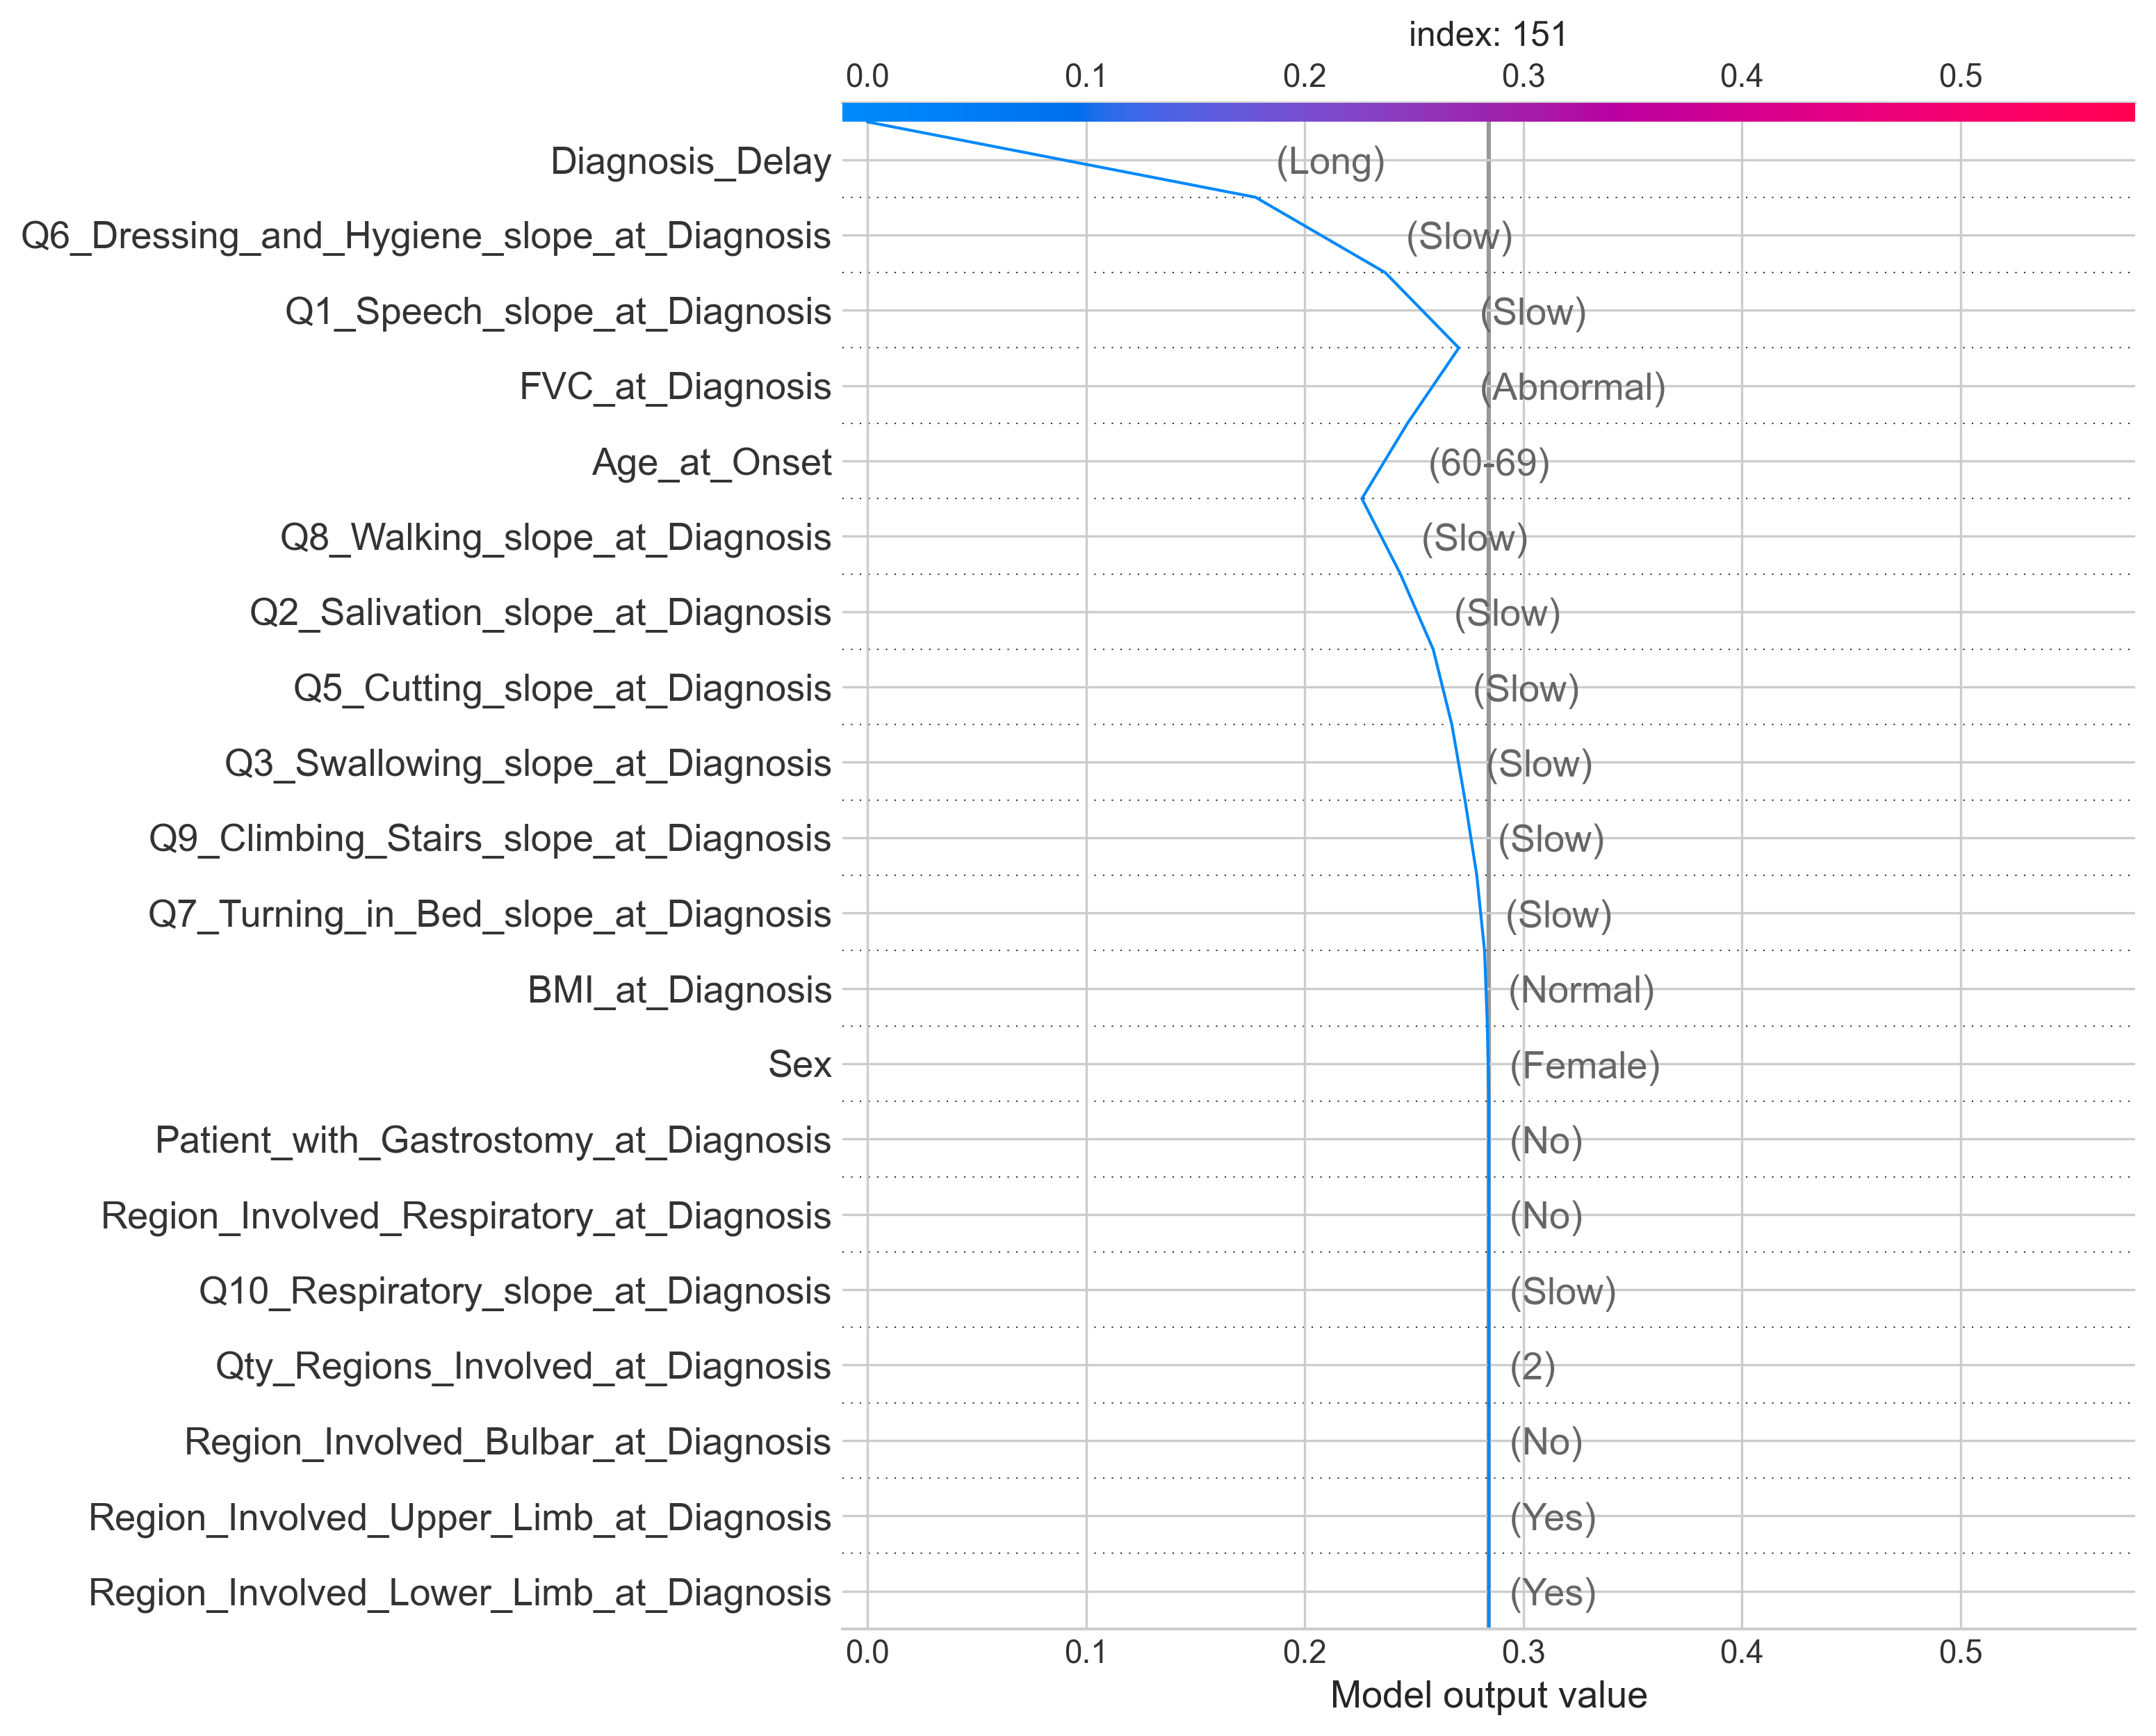 index: 151
0.0 0.1 0.2 0.3 0.4 0.5
Diagnosis_Delay (Long)
Q6_Dressing_and_Hygiene_slope_at_Diagnosis (Slow)
Q1_Speech_slope_at_Diagnosis (Slow)
FVC_at_Diagnosis (Abnormal)
Age_at_Onset (60-69)
Q8_Walking_slope_at_Diagnosis (Slow)
Q2_Salivation_slope_at_Diagnosis (Slow)
Q5_Cutting_slope_at_Diagnosis (Slow)
Q3_Swallowing_slope_at_Diagnosis (Slow)
Q9_Climbing_Stairs_slope_at_Diagnosis (Slow)
Q7_Turning_in_Bed_slope_at_Diagnosis (Slow)
BMI_at_Diagnosis (Normal)
Sex (Female)
Patient_with_Gastrostomy_at_Diagnosis (No)
Region_Involved_Respiratory_at_Diagnosis (No)
Q10_Respiratory_slope_at_Diagnosis (Slow)
Qty_Regions_Involved_at_Diagnosis (2)
Region_Involved_Bulbar_at_Diagnosis (No)
Region_Involved_Upper_Limb_at_Diagnosis (Yes)
Region_Involved_Lower_Limb_at_Diagnosis (Yes)
0.0 0.1 0.2 0.3 0.4 0.5
Model output value